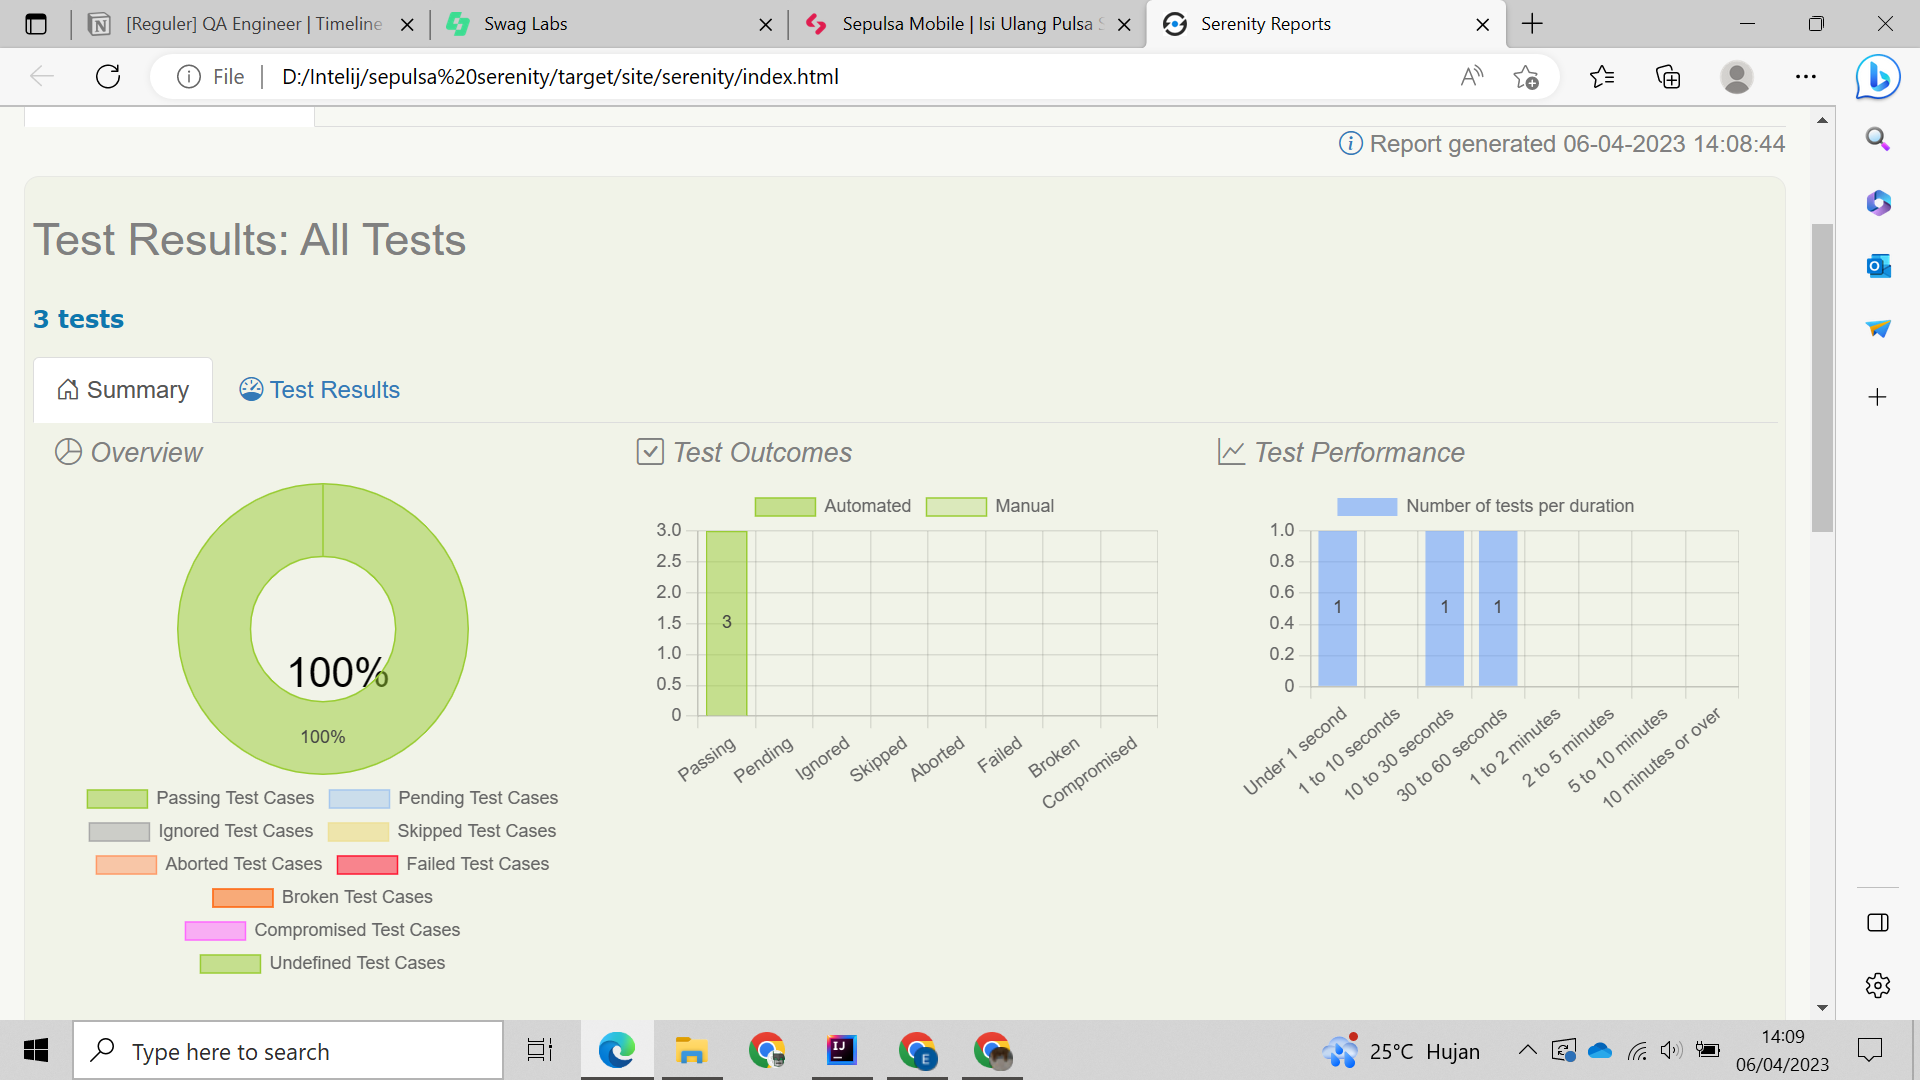 [Reguler] QA Engineer | Timeline
Swag Labs
Sepulsa Mobile | Isi Ulang Pulsa S
Serenity Reports
File
D:/Intelij/sepulsa%20serenity/target/site/serenity/index.html
Report generated 06-04-2023 14:08:44
Test Results: All Tests
3 tests
Summary
Test Results
Overview
100%
100%
Passing Test Cases
Pending Test Cases
Ignored Test Cases
Skipped Test Cases
Aborted Test Cases
Failed Test Cases
Broken Test Cases
Compromised Test Cases
Undefined Test Cases
Test Outcomes
Automated
Manual
3.0
2.5
2.0
1.5
1.0
0.5
0
3
Passing
Pending
Ignored
Skipped
Aborted
Failed
Broken
Compromised
Test Performance
Number of tests per duration
1.0
0.8
0.6
0.4
0.2
0
1
1
1
Under 1 second
1 to 10 seconds
10 to 30 seconds
30 to 60 seconds
1 to 2 minutes
2 to 5 minutes
5 to 10 minutes
10 minutes or over
Type here to search
IJ
E
25°C Hujan
14:09
06/04/2023